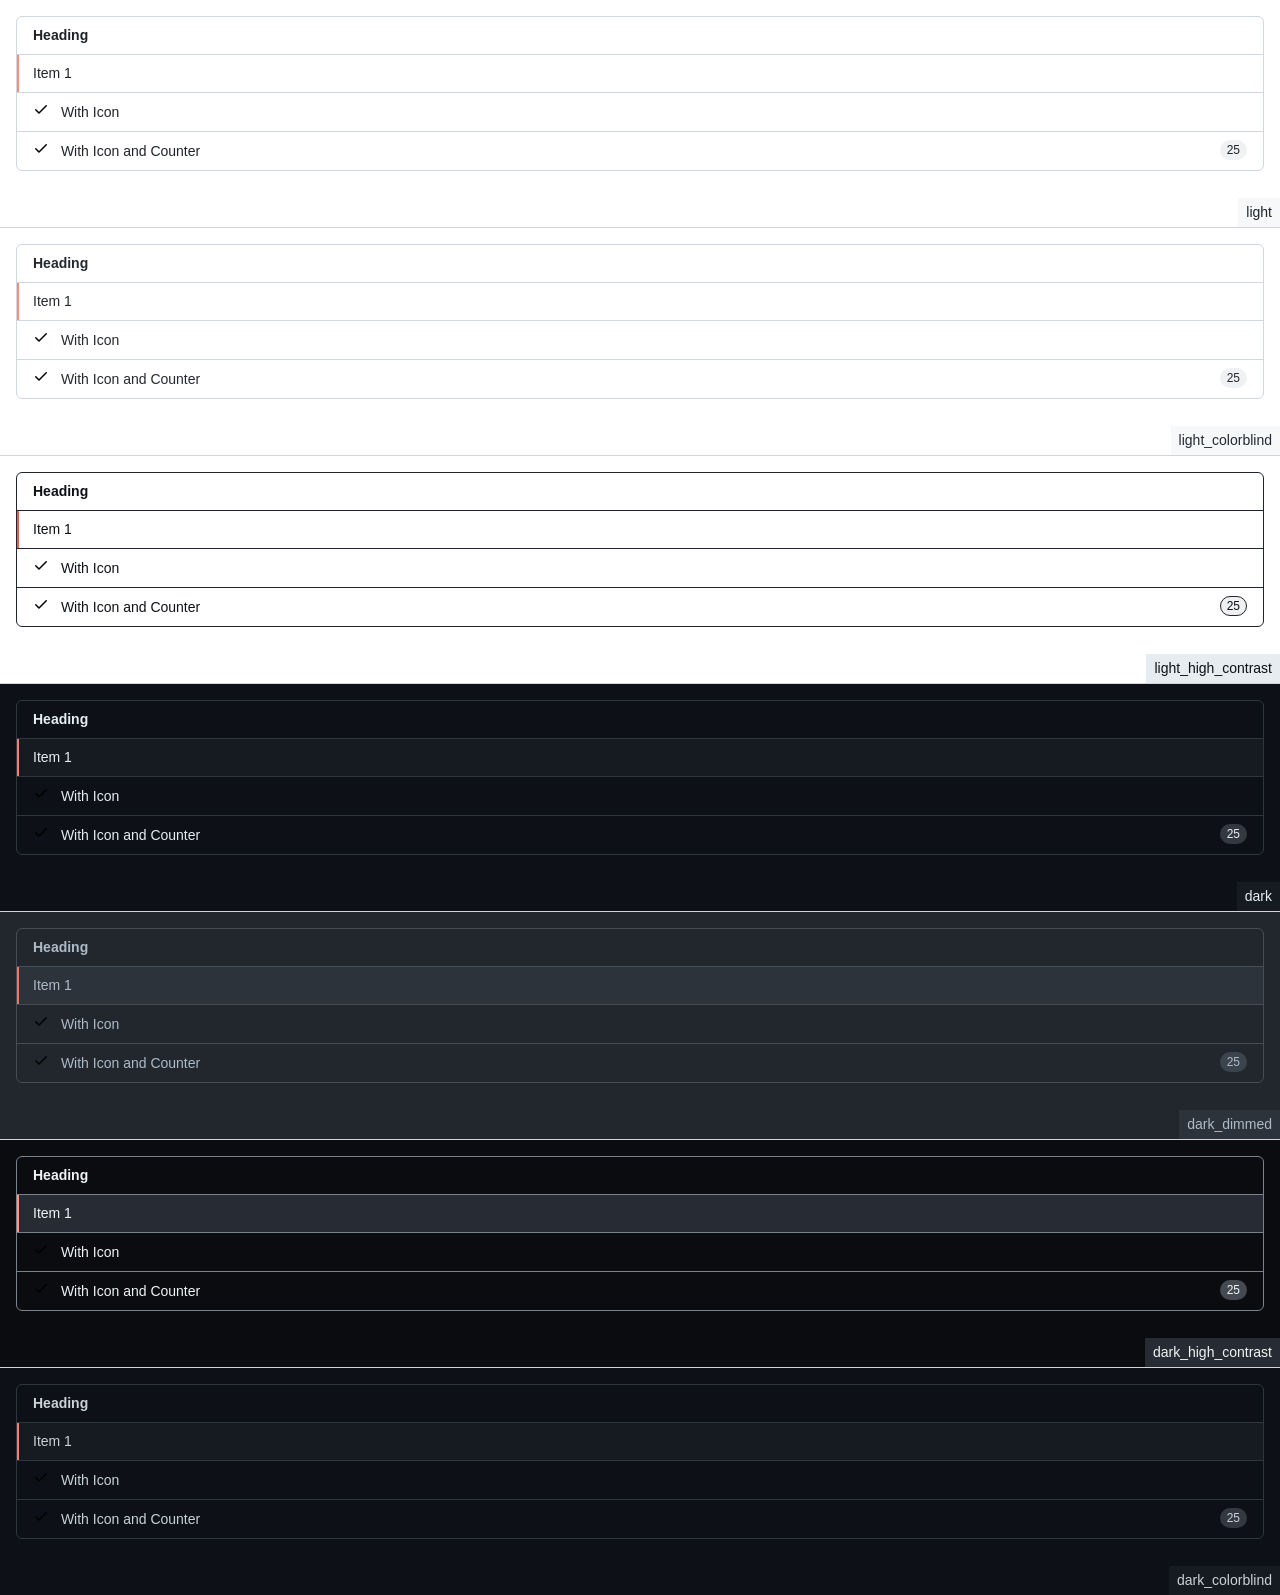 Heading
Item 1
With Icon
With Icon and Counter 25
light
Heading
Item 1
With Icon
With Icon and Counter 25
light_colorblind
Heading
Item 1
With Icon
With Icon and Counter 25
light_high_contrast
Heading
Item 1
With Icon
With Icon and Counter 25
dark
Heading
Item 1
With Icon
With Icon and Counter 25
dark_dimmed
Heading
Item 1
With Icon
With Icon and Counter 25
dark_high_contrast
Heading
Item 1
With Icon
With Icon and Counter 25
dark_colorblind